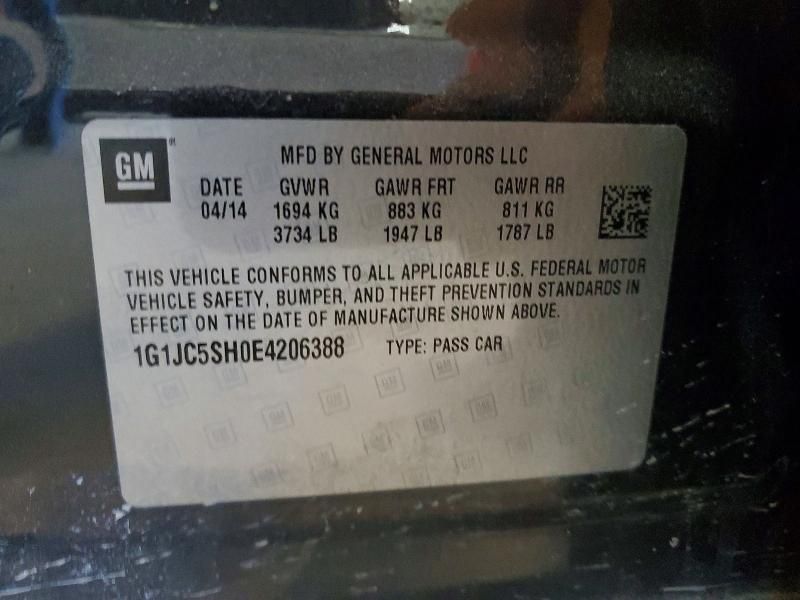 GM
MFD BY GENERAL MOTORS LLC
DATE GVWR GAWR FRT GAWR RR
04/14 1694 KG 883 KG 811 KG
3734 LB 1947 LB 1787 LB
THIS VEHICLE CONFORMS TO ALL APPLICABLE U.S. FEDERAL MOTOR
VEHICLE SAFETY, BUMPER, AND THEFT PREVENTION STANDARDS IN
EFFECT ON THE DATE OF MANUFACTURE SHOWN ABOVE.
1G1JC5SH0E4206388 TYPE: PASS CAR